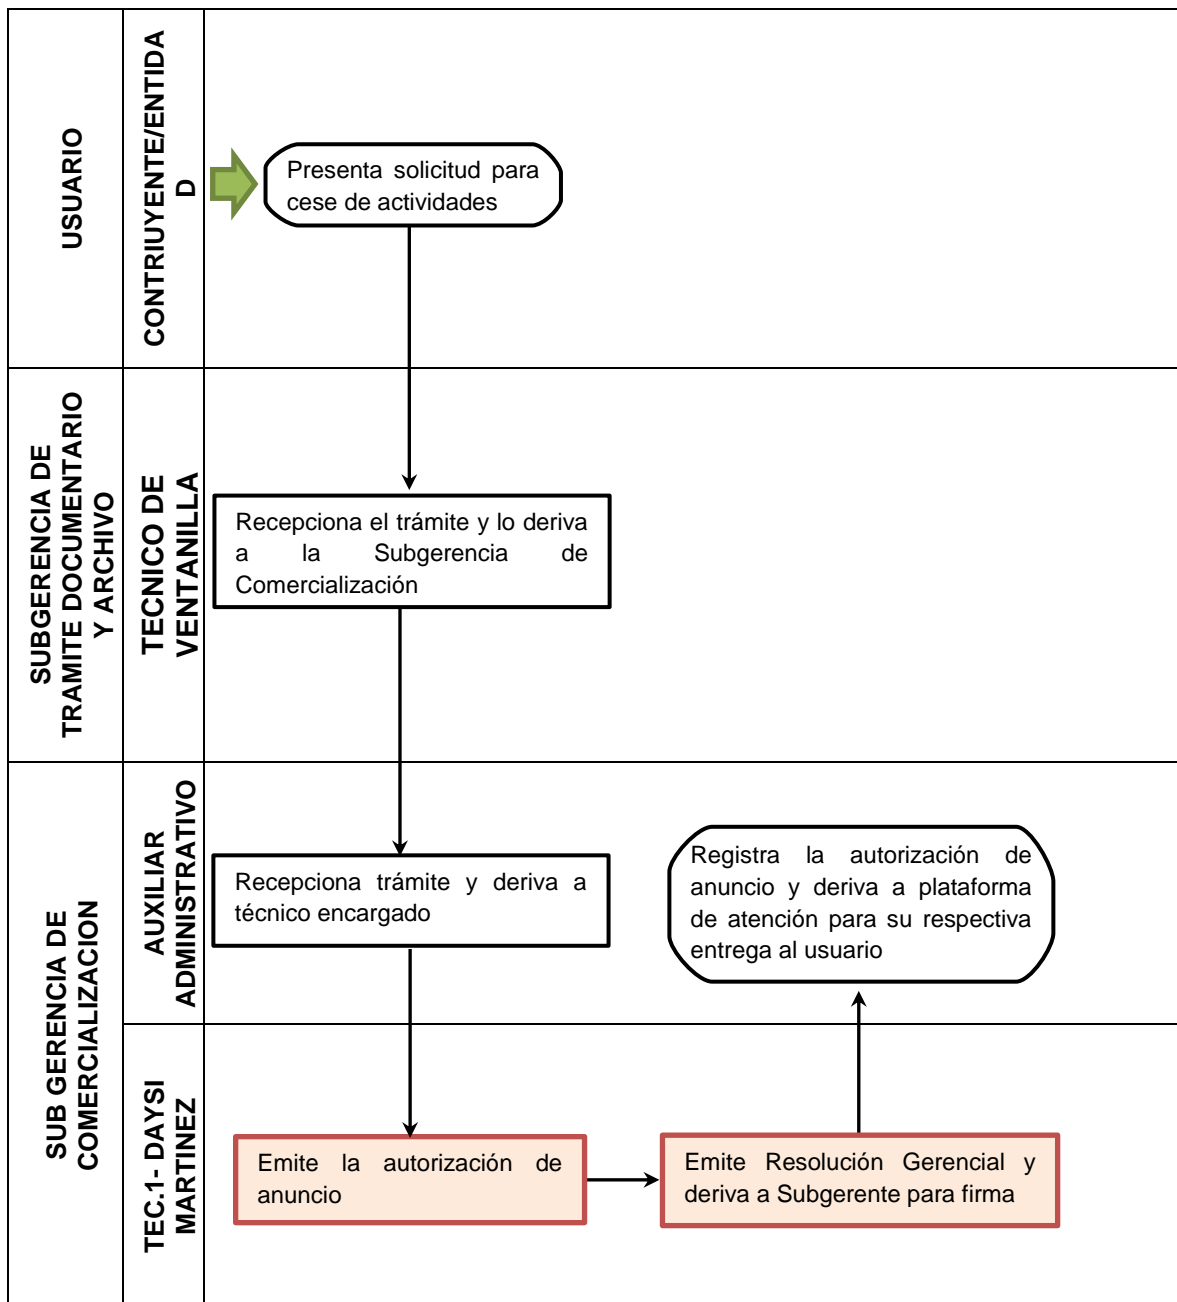 USUARIO
CONTRIUYENTE/ENTIDA
D
Presenta solicitud para
cese de actividades
SUBGERENCIA DE
TRAMITE DOCUMENTARIO
Y ARCHIVO
TECNICO DE
VENTANILLA
Recepciona el trámite y lo deriva
a la Subgerencia de
Comercialización
SUB GERENCIA DE
COMERCIALIZACION
AUXILIAR
ADMINISTRATIVO
Recepciona trámite y deriva a
técnico encargado
Registra la autorización de
anuncio y deriva a plataforma
de atención para su respectiva
entrega al usuario
TEC.1- DAYSI
MARTINEZ
Emite la autorización de
anuncio
Emite Resolución Gerencial y
deriva a Subgerente para firma